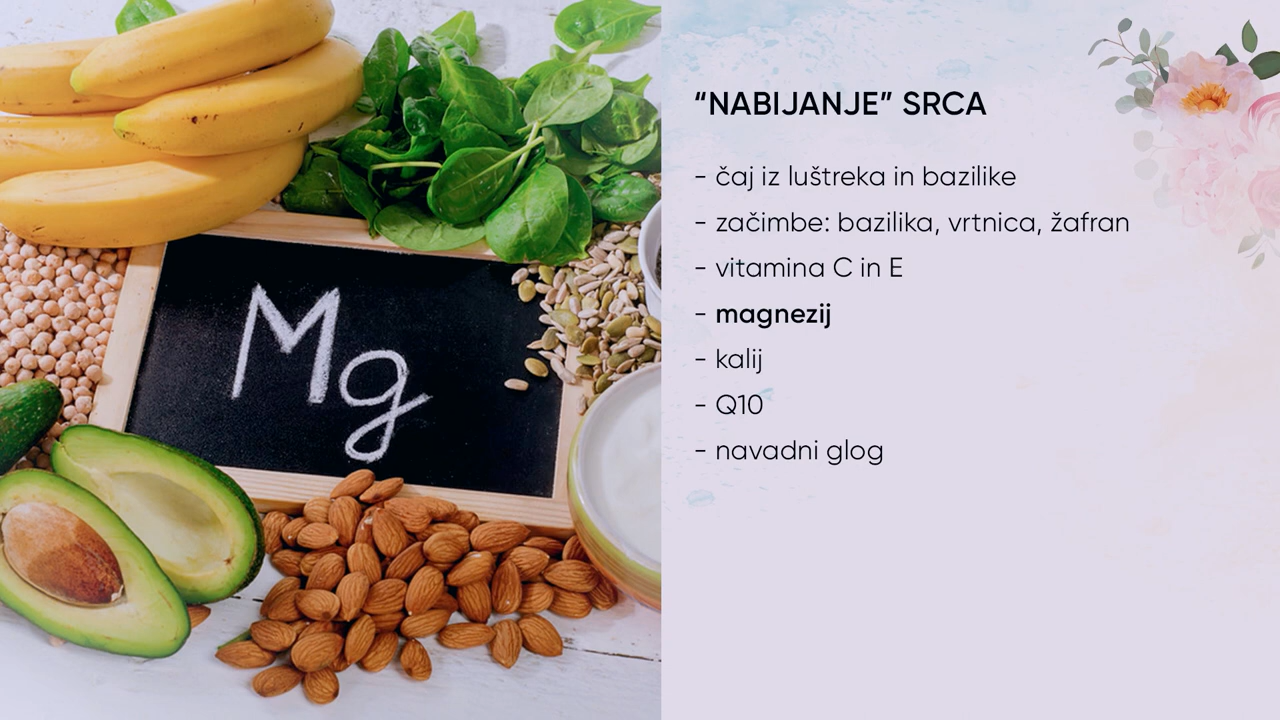 Mg
“NABIJANJE” SRCA
- čaj iz luštreka in bazilike
- začimbe: bazilika, vrtnica, žafran
- vitamina C in E
- magnezij
- kalij
- Q10
- navadni glog